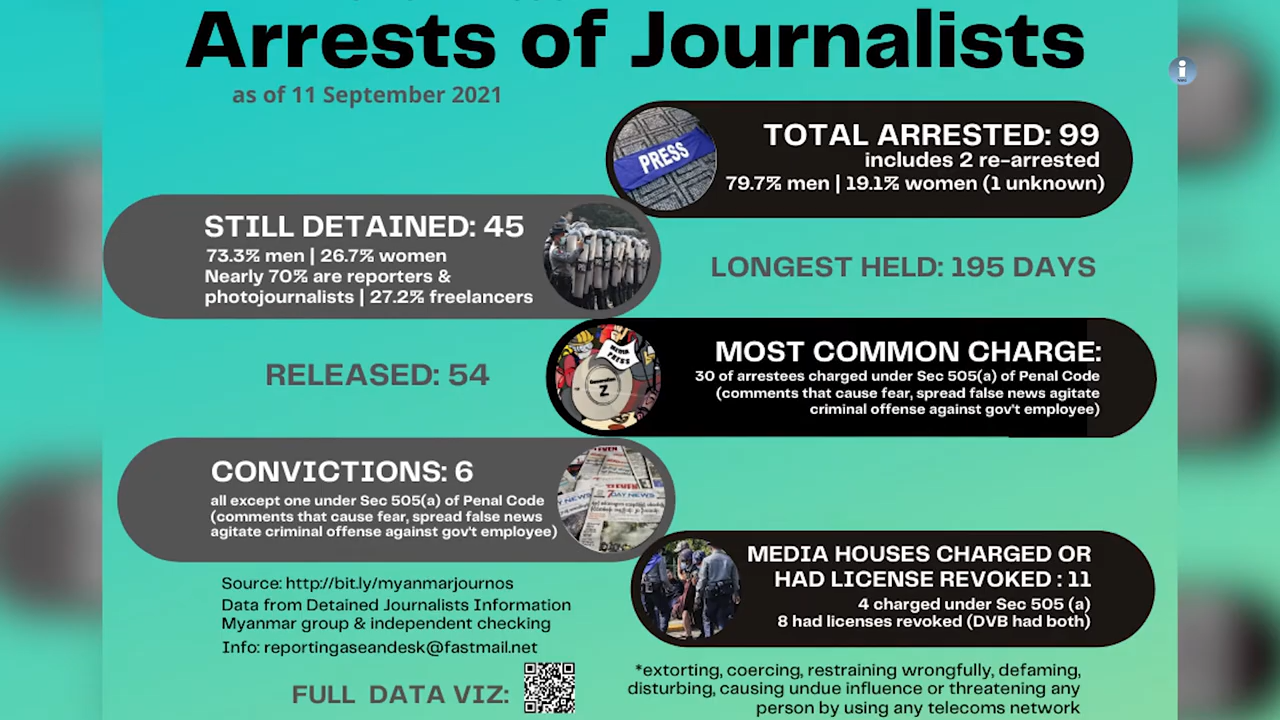 Arrests of Journalists
as of 11 September 2021
TOTAL ARRESTED: 99
includes 2 re-arrested
79.7% men | 19.1% women (1 unknown)
PRESS
STILL DETAINED: 45
73.3% men | 26.7% women
Nearly 70% are reporters &
photojournalists | 27.2% freelancers
LONGEST HELD: 195 DAYS
RELEASED: 54
MOST COMMON CHARGE:
30 of arrestees charged under Sec 505(a) of Penal Code
(comments that cause fear, spread false news agitate
criminal offense against gov't employee)
MEDIA
PRESS
Generation
Z
CONVICTIONS: 6
all except one under Sec 505(a) of Penal Code
(comments that cause fear, spread false news
agitate criminal offense against gov't employee)
7DAY NEWS
MEDIA HOUSES CHARGED OR
HAD LICENSE REVOKED : 11
4 charged under Sec 505 (a)
8 had licenses revoked (DVB had both)
Source: http://bit.ly/myanmarjournos
Data from Detained Journalists Information
Myanmar group & independent checking
Info: reportingaseandesk@fastmail.net
FULL DATA VIZ:
*extorting, coercing, restraining wrongfully, defaming,
disturbing, causing undue influence or threatening any
person by using any telecoms network